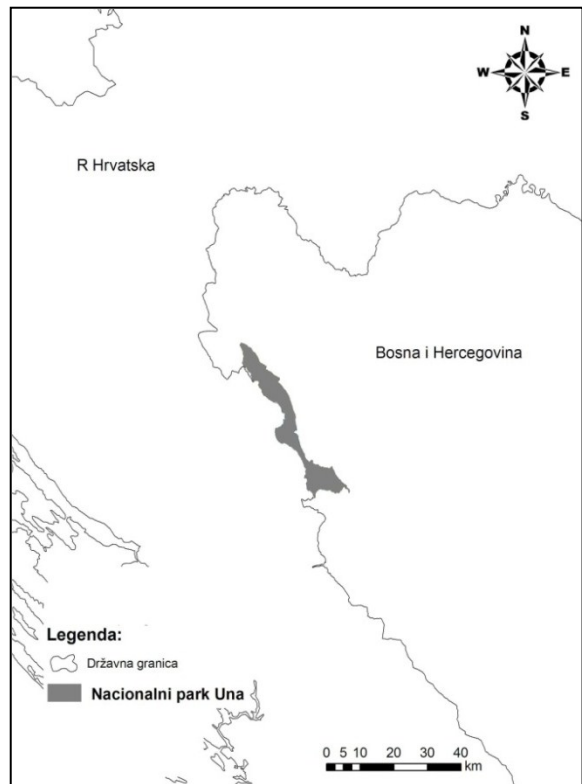 N
W E
S
R Hrvatska
Bosna i Hercegovina
Legenda:
Državna granica
Nacionalni park Una
0 5 10 20 30 40
km